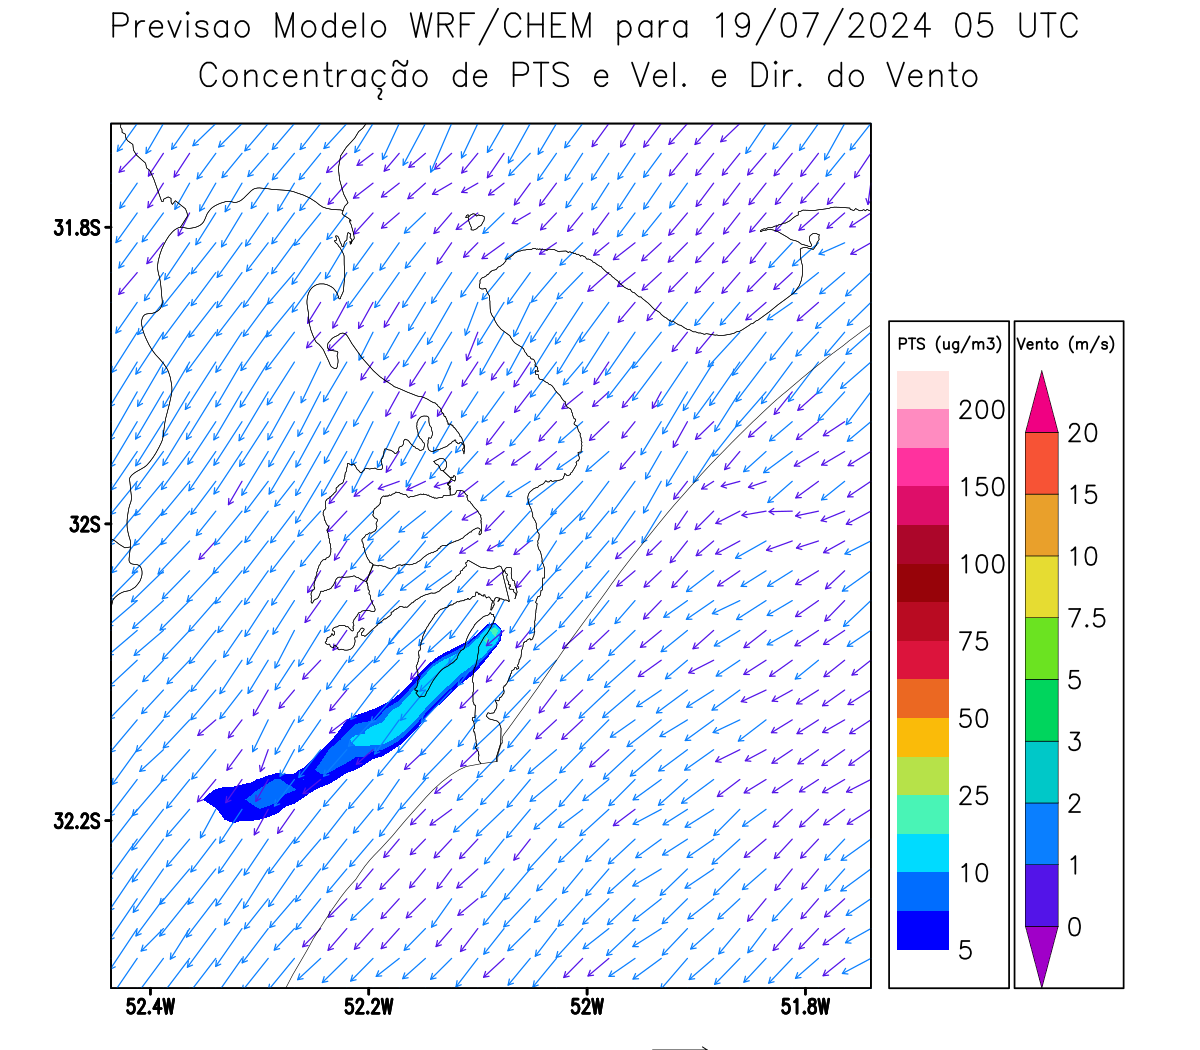 Previsao Modelo WRF/CHEM para 19/07/2024 05 UTC
Concentração de PTS e Vel. e Dir. do Vento
31.8S
32S
32.2S
52.4W
52.2W
52W
51.8W
PTS (ug/m3)
200
150
100
75
50
25
10
5
Vento (m/s)
20
15
10
7.5
5
3
2
1
0